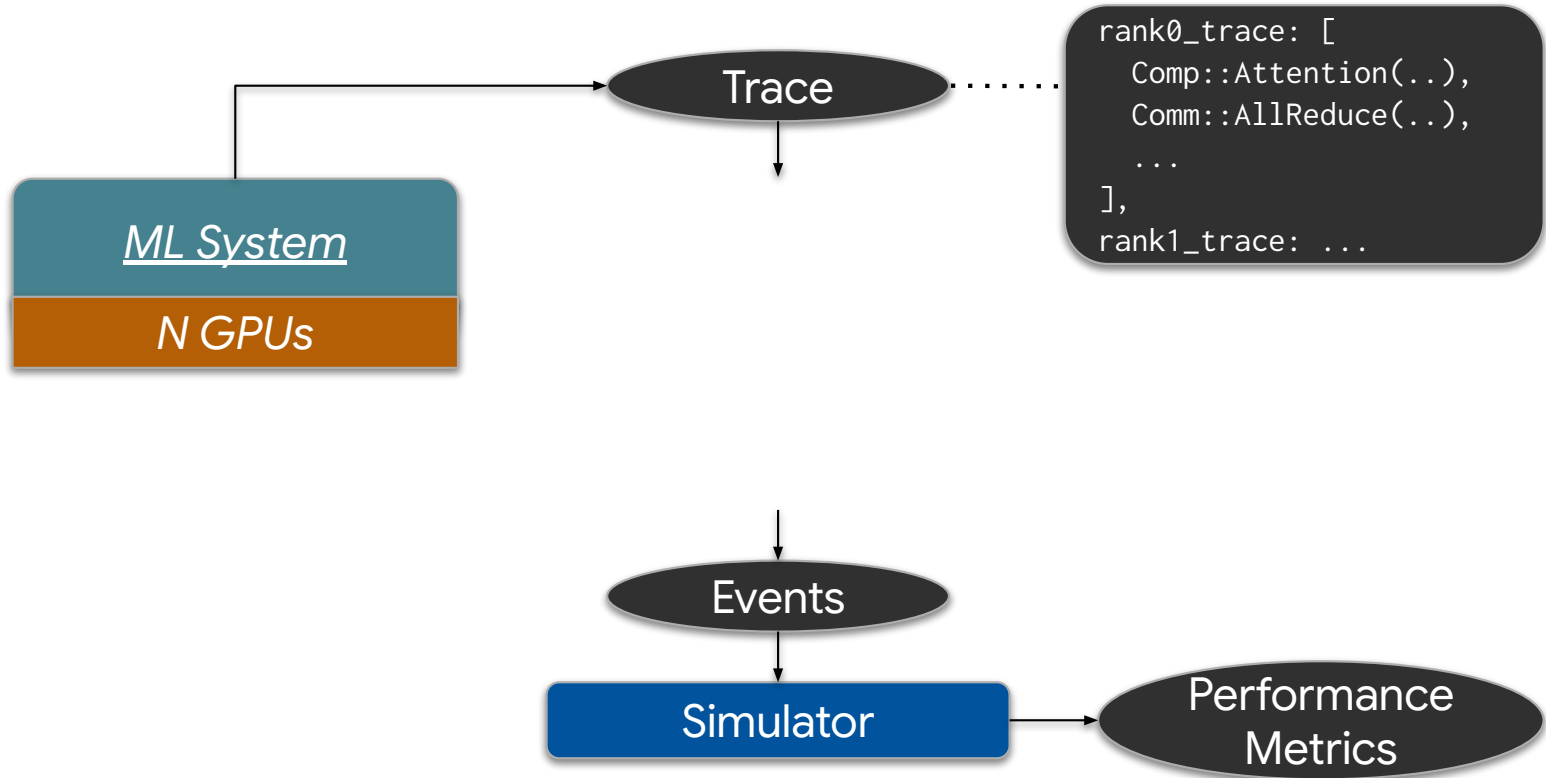 Trace
rank0_trace: [
  Comp::Attention(..),
  Comm::AllReduce(..),
  ...
],
rank1_trace: ...
ML System
N GPUs
Events
Simulator
Performance
Metrics